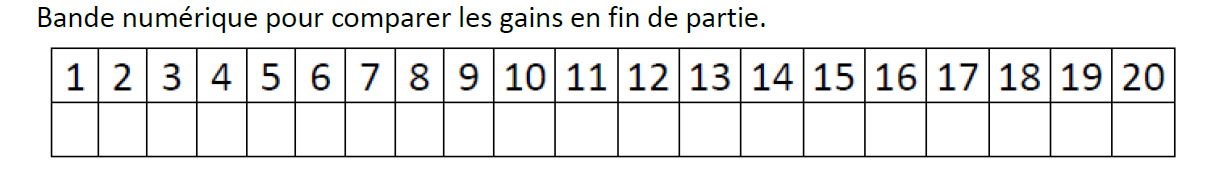 Bande numérique pour comparer les gains en fin de partie.
1 2 3 4 5 6 7 8 9 10 11 12 13 14 15 16 17 18 19 20